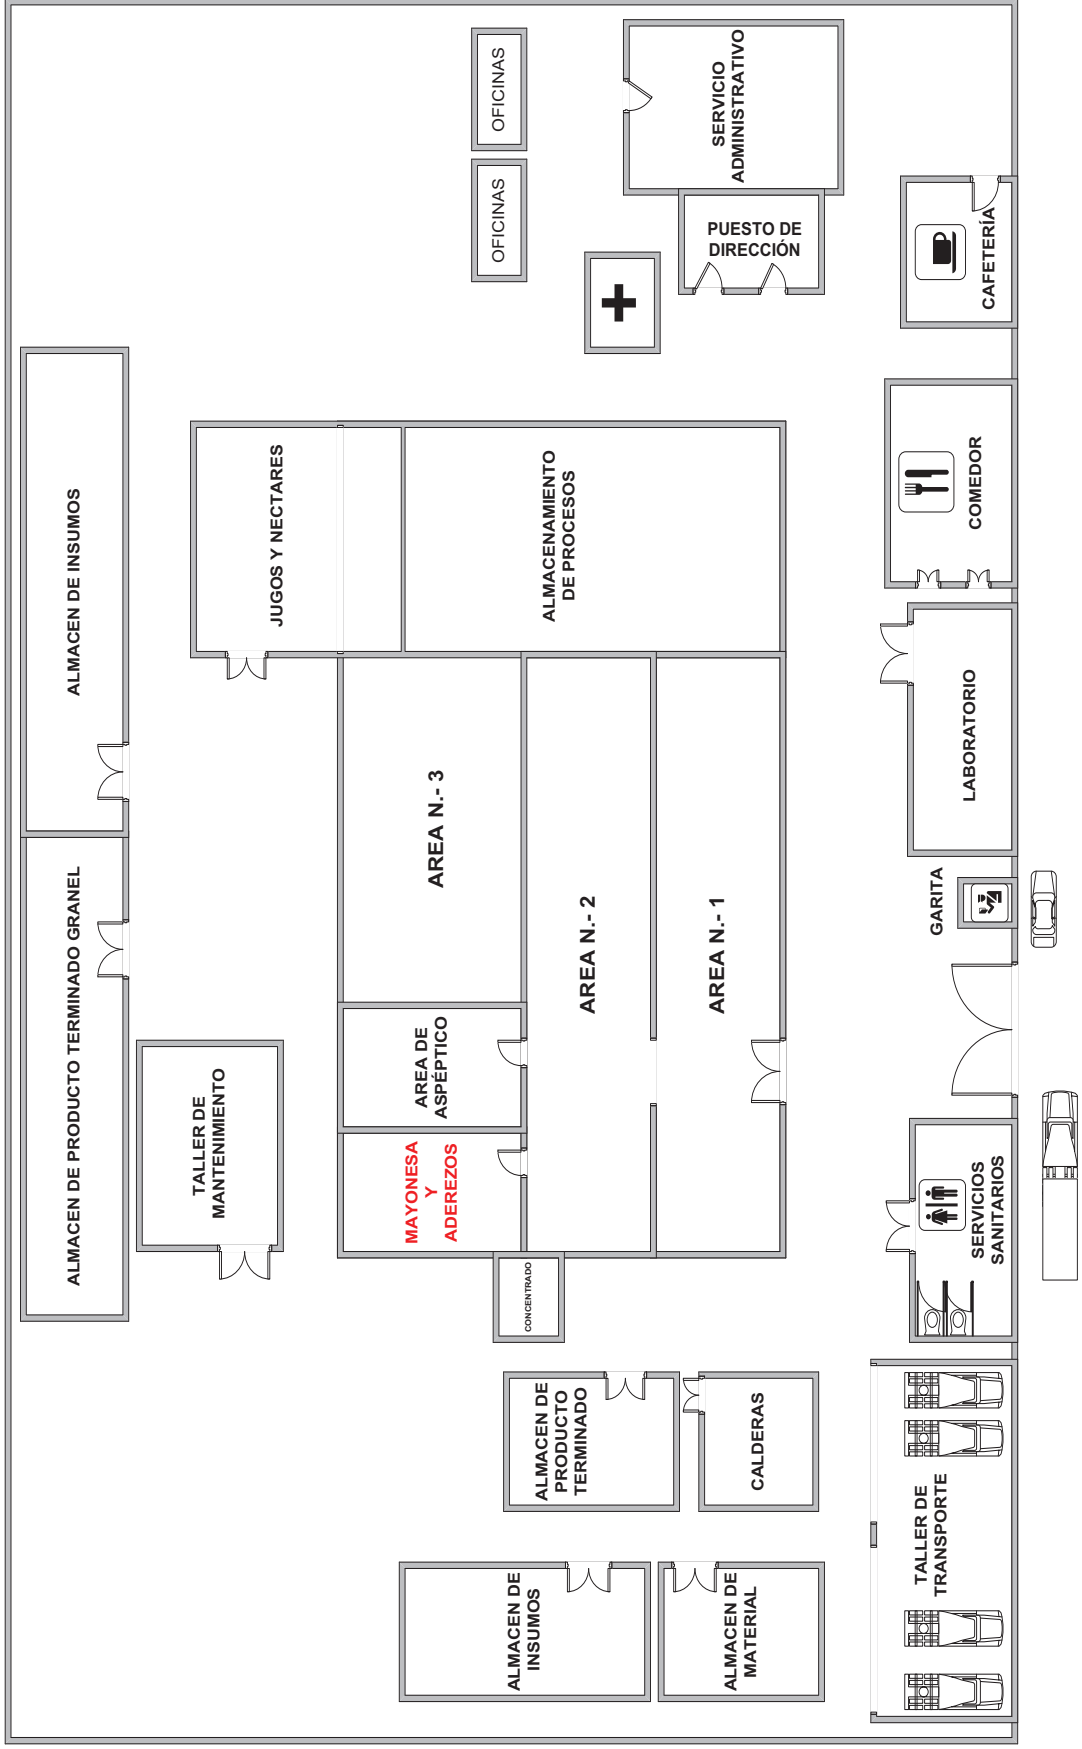 OFICINAS
OFICINAS
SERVICIO
ADMINISTRATIVO
PUESTO DE
DIRECCIÓN
CAFETERÍA
ALMACEN DE INSUMOS
JUGOS Y NECTARES
ALMACENAMIENTO
DE PROCESOS
COMEDOR
LABORATORIO
AREA N.- 3
AREA N.- 2
AREA N.- 1
GARITA
ALMACEN DE PRODUCTO TERMINADO GRANEL
TALLER DE
MANTENIMIENTO
AREA DE
ASPÉPTICO
MAYONESA
Y
ADEREZOS
CONCENTRADO
SERVICIOS
SANITARIOS
ALMACEN DE
PRODUCTO
TERMINADO
CALDERAS
TALLER DE
TRANSPORTE
ALMACEN DE
INSUMOS
ALMACEN DE
MATERIAL